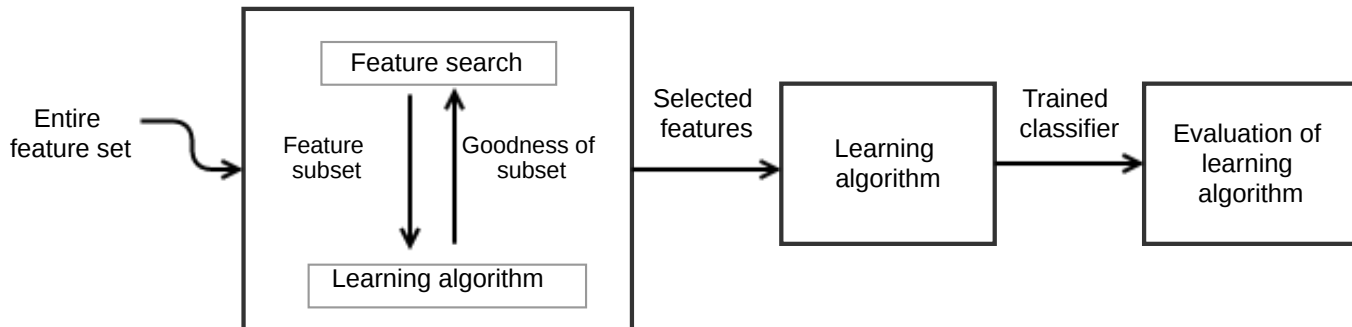 Entire
feature set
Feature search
Feature
subset
Goodness of
subset
Learning algorithm
Selected
features
Learning
algorithm
Trained
classifier
Evaluation of
learning
algorithm